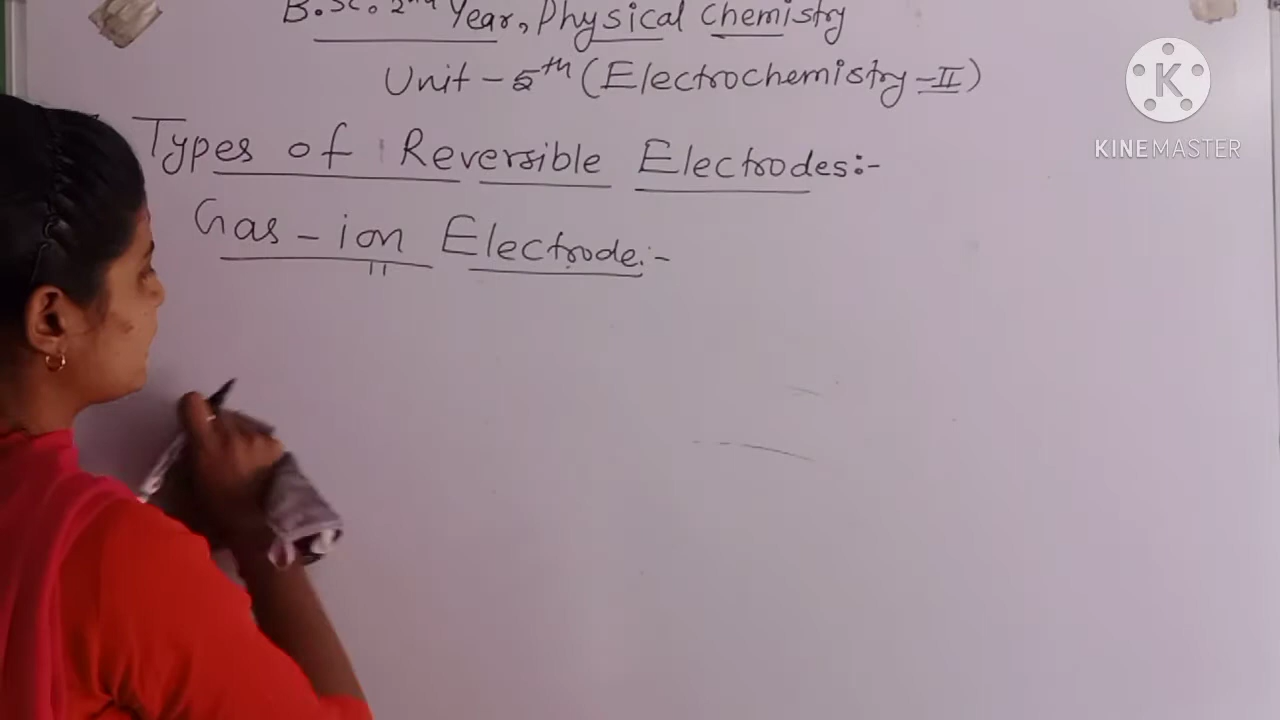 B.Sc. 2nd Year, Physical Chemistry
Unit - 5th (Electrochemistry-II)
Types of Reversible Electrodes:-
Gas-ion Electrode:-
K
KINEMASTER